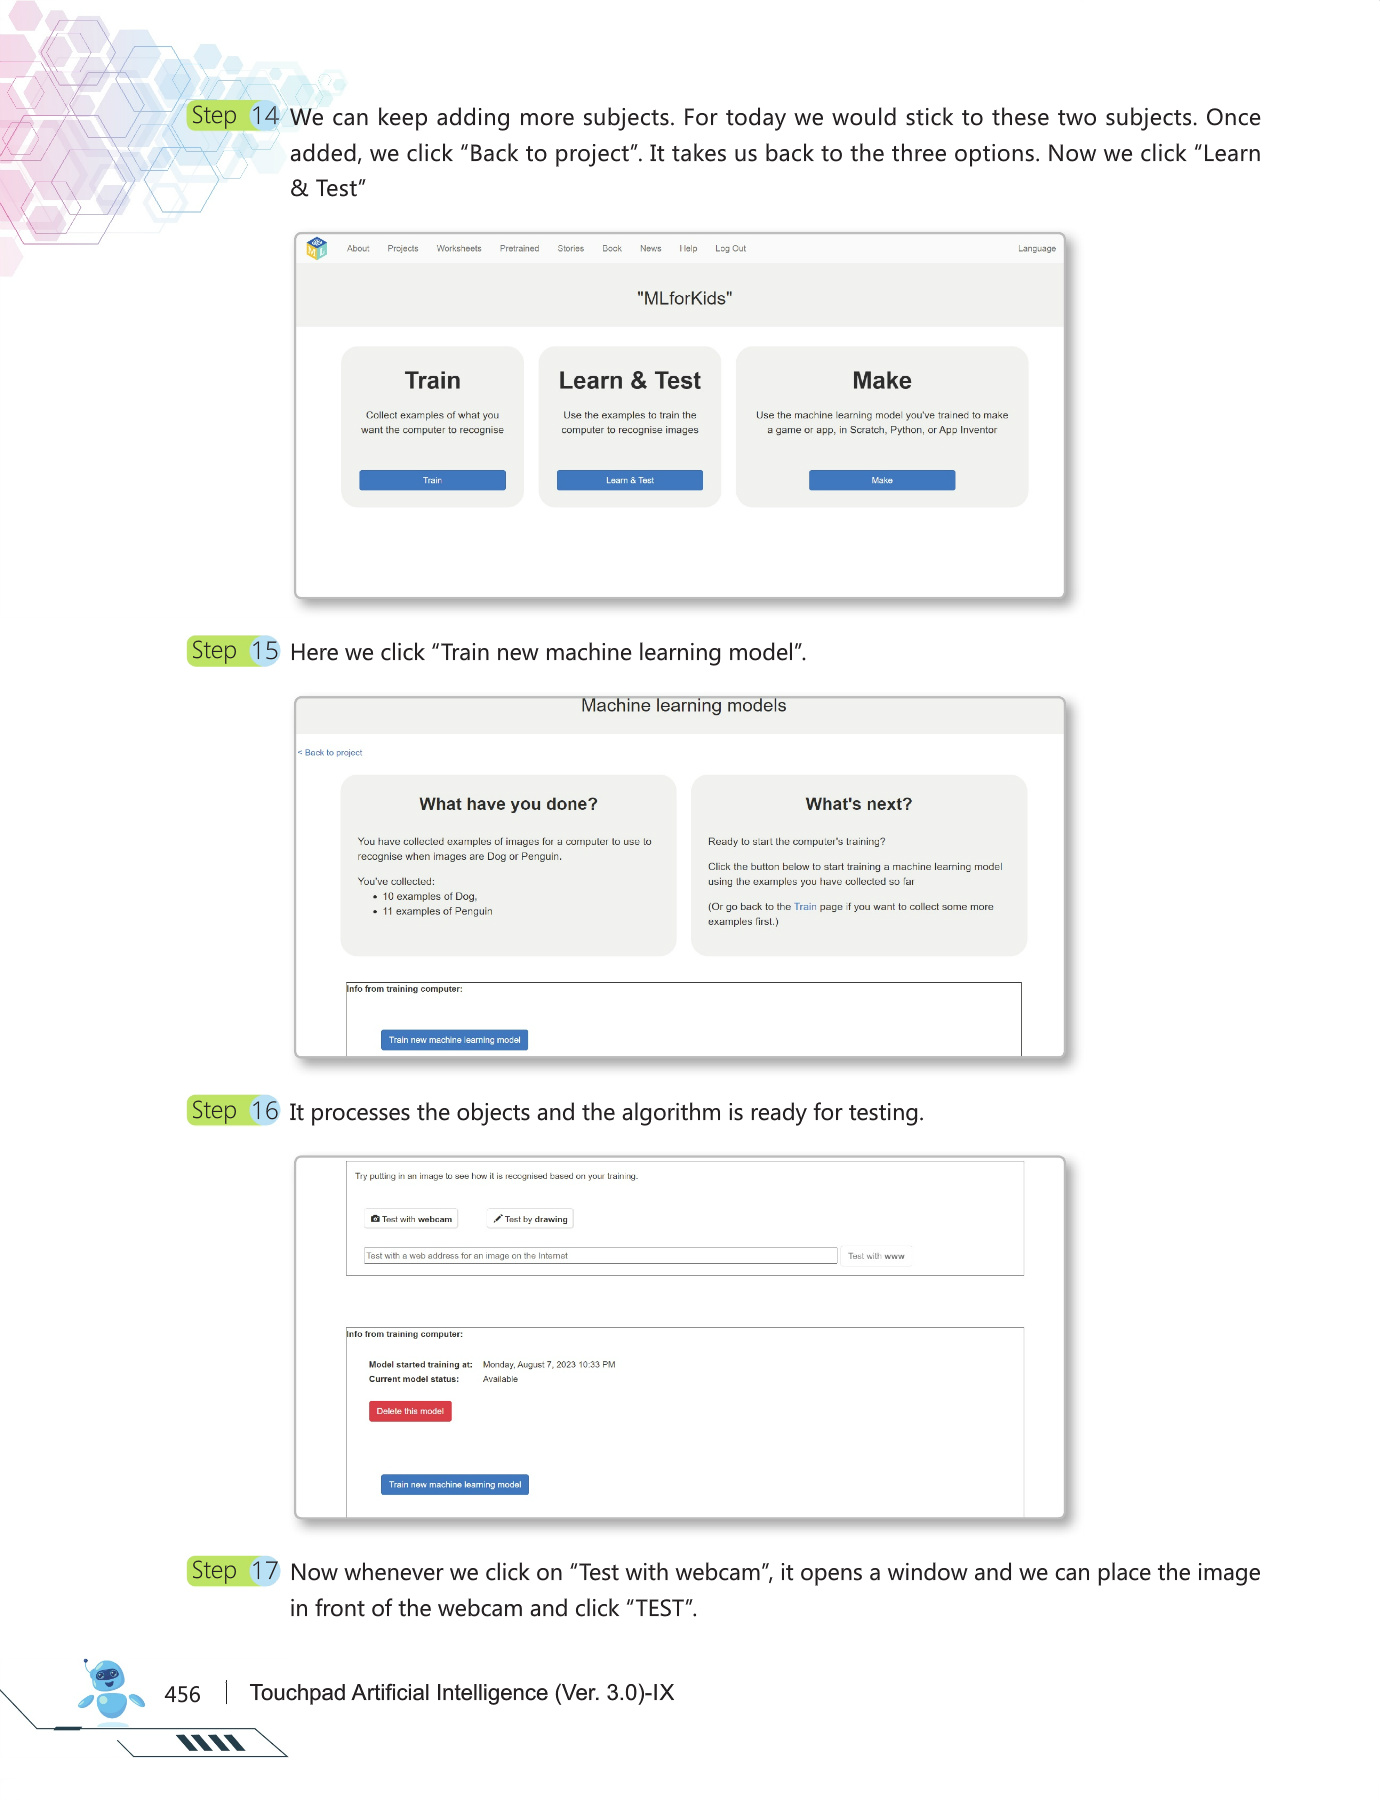 Step 14 We can keep adding more subjects. For today we would stick to these two subjects. Once
added, we click “Back to project”. It takes us back to the three options. Now we click “Learn
& Test”
About Projects Worksheets Pretrained Stories Book News Help Log Out Language
"MLforKids"
Train
Collect examples of what you
want the computer to recognise
Train
Learn & Test
Use the examples to train the
computer to recognise images
Learn & Test
Make
Use the machine learning model you've trained to make
a game or app, in Scratch, Python, or App Inventor
Make
Step 15 Here we click “Train new machine learning model”.
Machine learning models
< Back to project
What have you done?
You have collected examples of images for a computer to use to
recognise when images are Dog or Penguin.
You've collected:
• 10 examples of Dog,
• 11 examples of Penguin
What's next?
Ready to start the computer's training?
Click the button below to start training a machine learning model
using the examples you have collected so far
(Or go back to the Train page if you want to collect some more
examples first.)
Info from training computer:
Train new machine learning model
Step 16 It processes the objects and the algorithm is ready for testing.
Try putting in an image to see how it is recognised based on your training.
Test with webcam Test by drawing
Test with a web address for an image on the Internet Test with www
Info from training computer:
Model started training at: Monday, August 7, 2023 10:33 PM
Current model status: Available
Delete this model
Train new machine learning model
Step 17 Now whenever we click on “Test with webcam”, it opens a window and we can place the image
in front of the webcam and click “TEST”.
456 | Touchpad Artificial Intelligence (Ver. 3.0)-IX